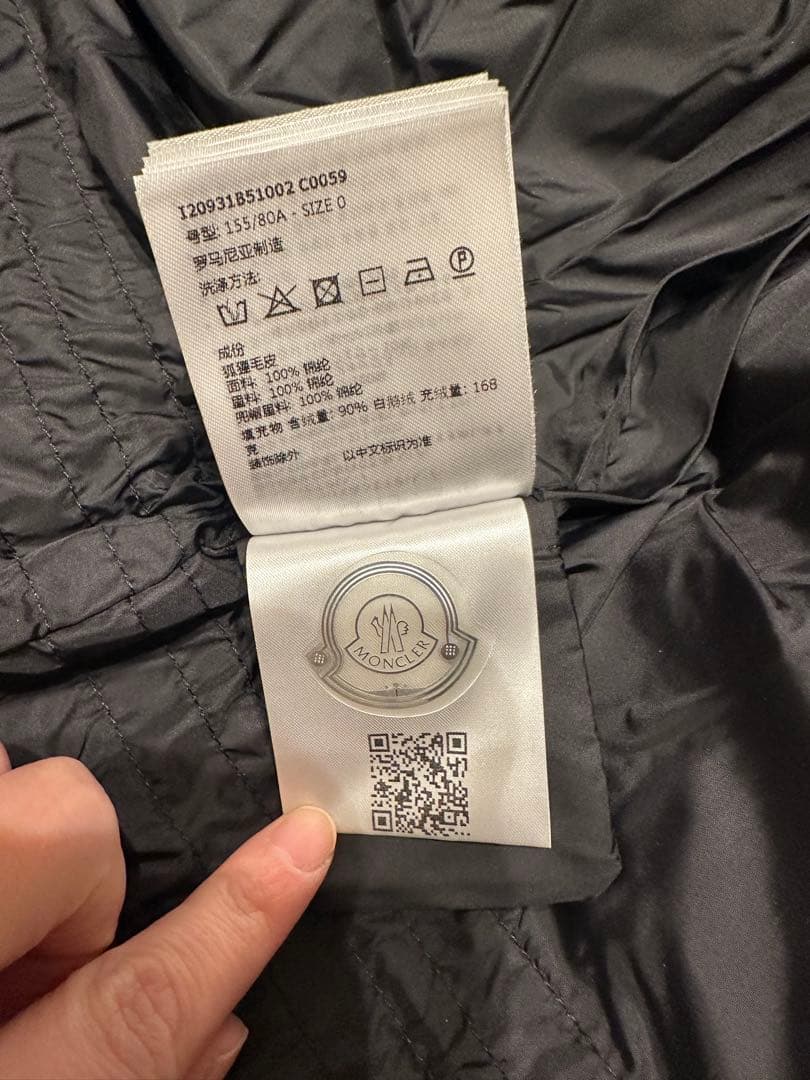 I20931B51002 C0059
号型: 155/80A - SIZE 0
罗马尼亚制造
洗涤方法:
P
成份
狐狸毛皮
面料: 100% 锦纶
里料: 100% 锦纶
兜帽里料: 100% 锦纶
填充物 含绒量: 90% 白鹅绒 充绒量: 168
克
装饰除外 以中文标识为准
MONCLER